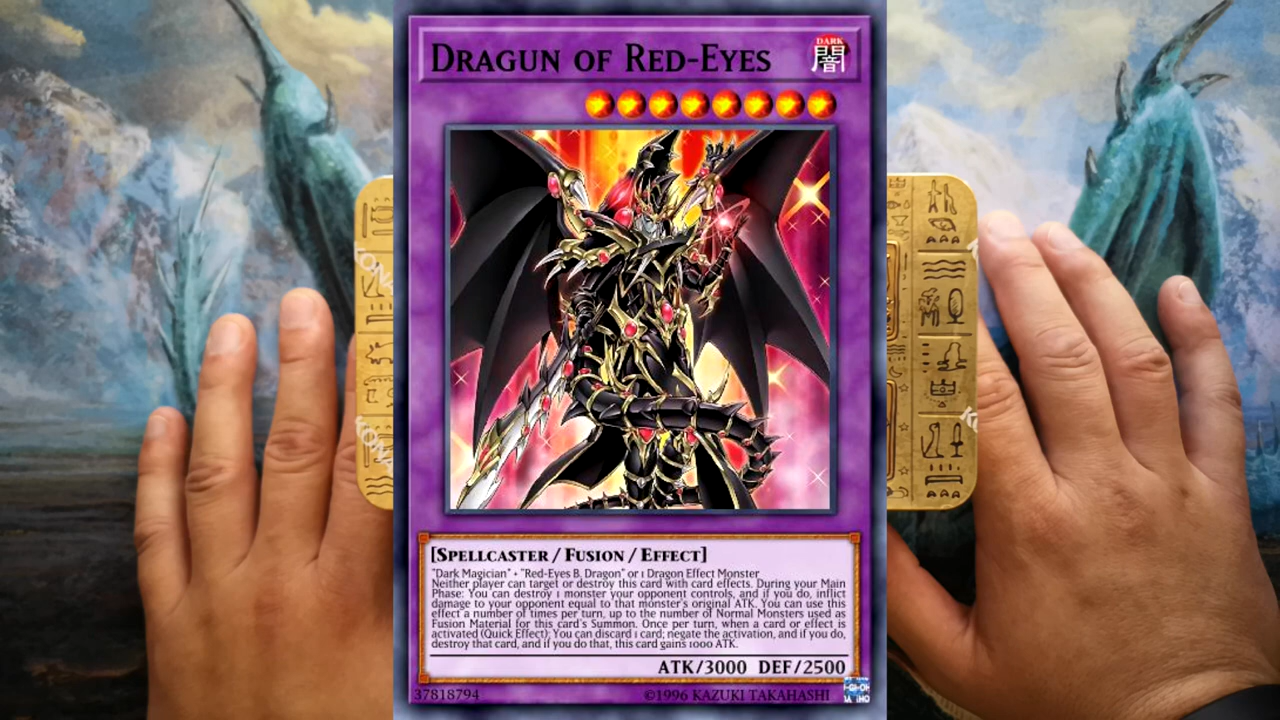 DRAGUN OF RED-EYES
DARK
闇
[SPELLCASTER / FUSION / EFFECT]
"Dark Magician" + "Red-Eyes B. Dragon" or 1 Dragon Effect Monster
Neither player can target or destroy this card with card effects. During your Main
Phase: You can destroy 1 monster your opponent controls, and if you do, inflict
damage to your opponent equal to that monster's original ATK. You can use this
effect a number of times per turn, up to the number of Normal Monsters used as
Fusion Material for this card's Summon. Once per turn, when a card or effect is
activated (Quick Effect): You can discard 1 card; negate the activation, and if you do,
destroy that card, and if you do that, this card gains 1000 ATK.
ATK/3000 DEF/2500
37818794
©1996 KAZUKI TAKAHASHI
KON
KONA
KO